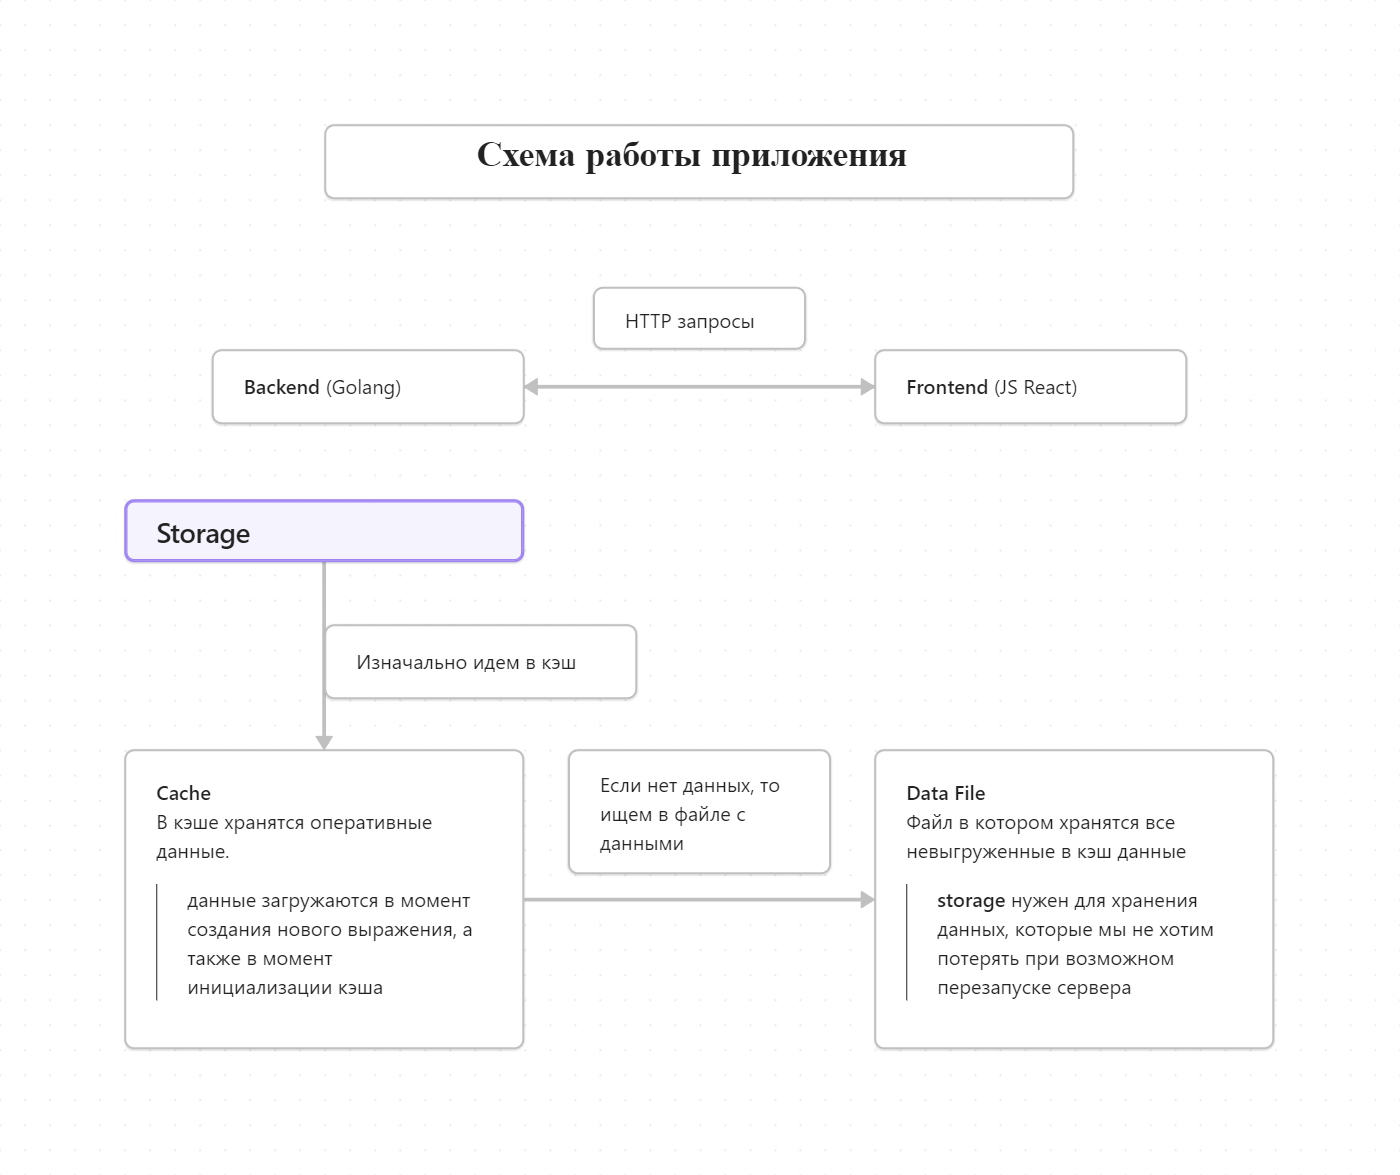 Схема работы приложения
HTTP запросы
Backend (Golang)
Frontend (JS React)
Storage
Изначально идем в кэш
Cache
В кэше хранятся оперативные
данные.
данные загружаются в момент
создания нового выражения, а
также в момент
инициализации кэша
Если нет данных, то
ищем в файле с
данными
Data File
Файл в котором хранятся все
невыгруженные в кэш данные
storage нужен для хранения
данных, которые мы не хотим
потерять при возможном
перезапуске сервера